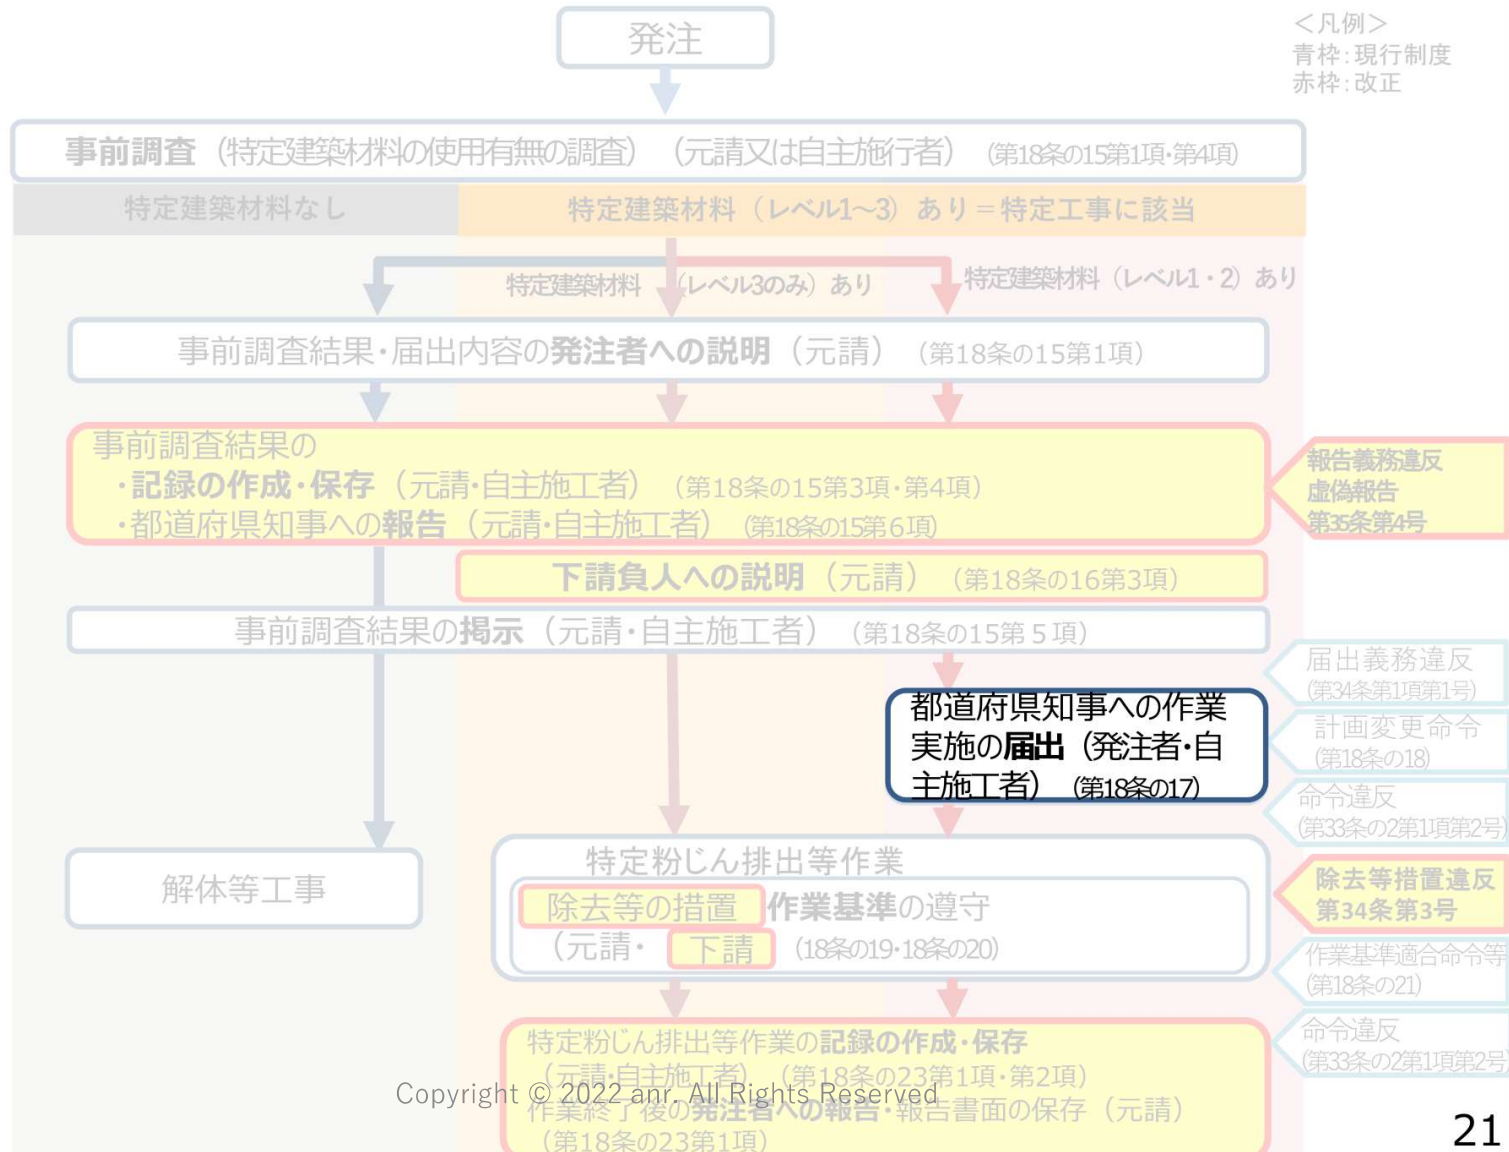 発注
＜凡例＞
青枠：現行制度
赤枠：改正
事前調査（特定建築材料の使用有無の調査）（元請又は自主施行者）（第18条の15第1項・第4項）
特定建築材料なし
特定建築材料（レベル1～3）あり＝特定工事に該当
特定建築材料（レベル3のみ）あり
特定建築材料（レベル1・2）あり
事前調査結果・届出内容の発注者への説明（元請）（第18条の15第1項）
事前調査結果の
・記録の作成・保存（元請・自主施工者）（第18条の15第3項・第4項）
・都道府県知事への報告（元請・自主施工者）（第18条の15第６項）
報告義務違反
虚偽報告
第35条第4号
下請負人への説明（元請）（第18条の16第3項）
事前調査結果の掲示（元請・自主施工者）（第18条の15第５項）
届出義務違反
（第34条第1項第1号）
都道府県知事への作業
実施の届出（発注者・自
主施工者）（第18条の17）
計画変更命令
（第18条の18）
命令違反
（第33条の2第1項第2号）
解体等工事
特定粉じん排出等作業
除去等の措置 作業基準の遵守
（元請・ 下請 （18条の19・18条の20）
除去等措置違反
第34条第3号
作業基準適合命令等
（第18条の21）
命令違反
（第33条の2第1項第2号）
特定粉じん排出等作業の記録の作成・保存
（元請・自主施工者）（第18条の23第1項・第2項）
Copyright © 2022 anr. All Rights Reserved
作業終了後の発注者への報告・報告書面の保存（元請）
（第18条の23第1項）
21